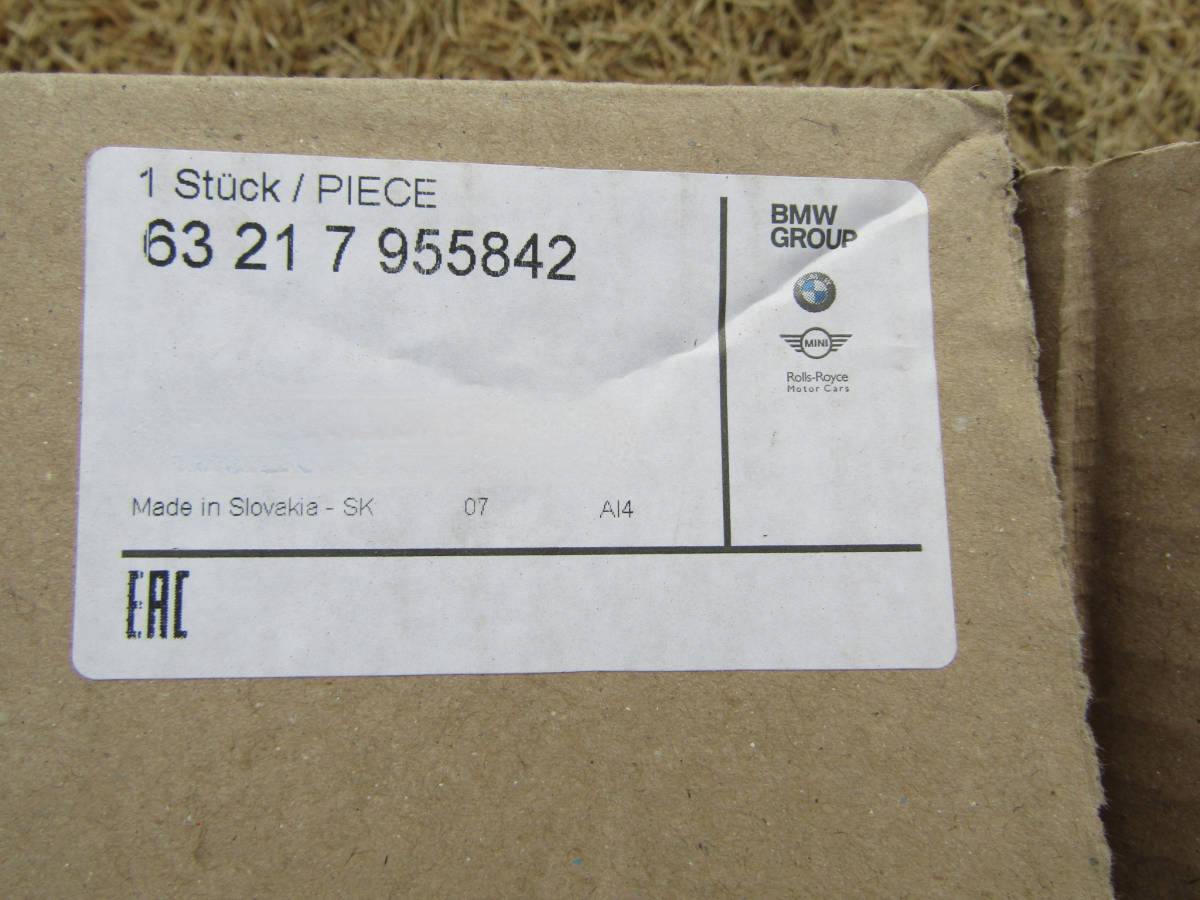 1 Stück / PIECE
63 21 7 955842
BMW
GROUP
MINI
Rolls-Royce
Motor Cars
Made in Slovakia - SK 07 AI4
EAC